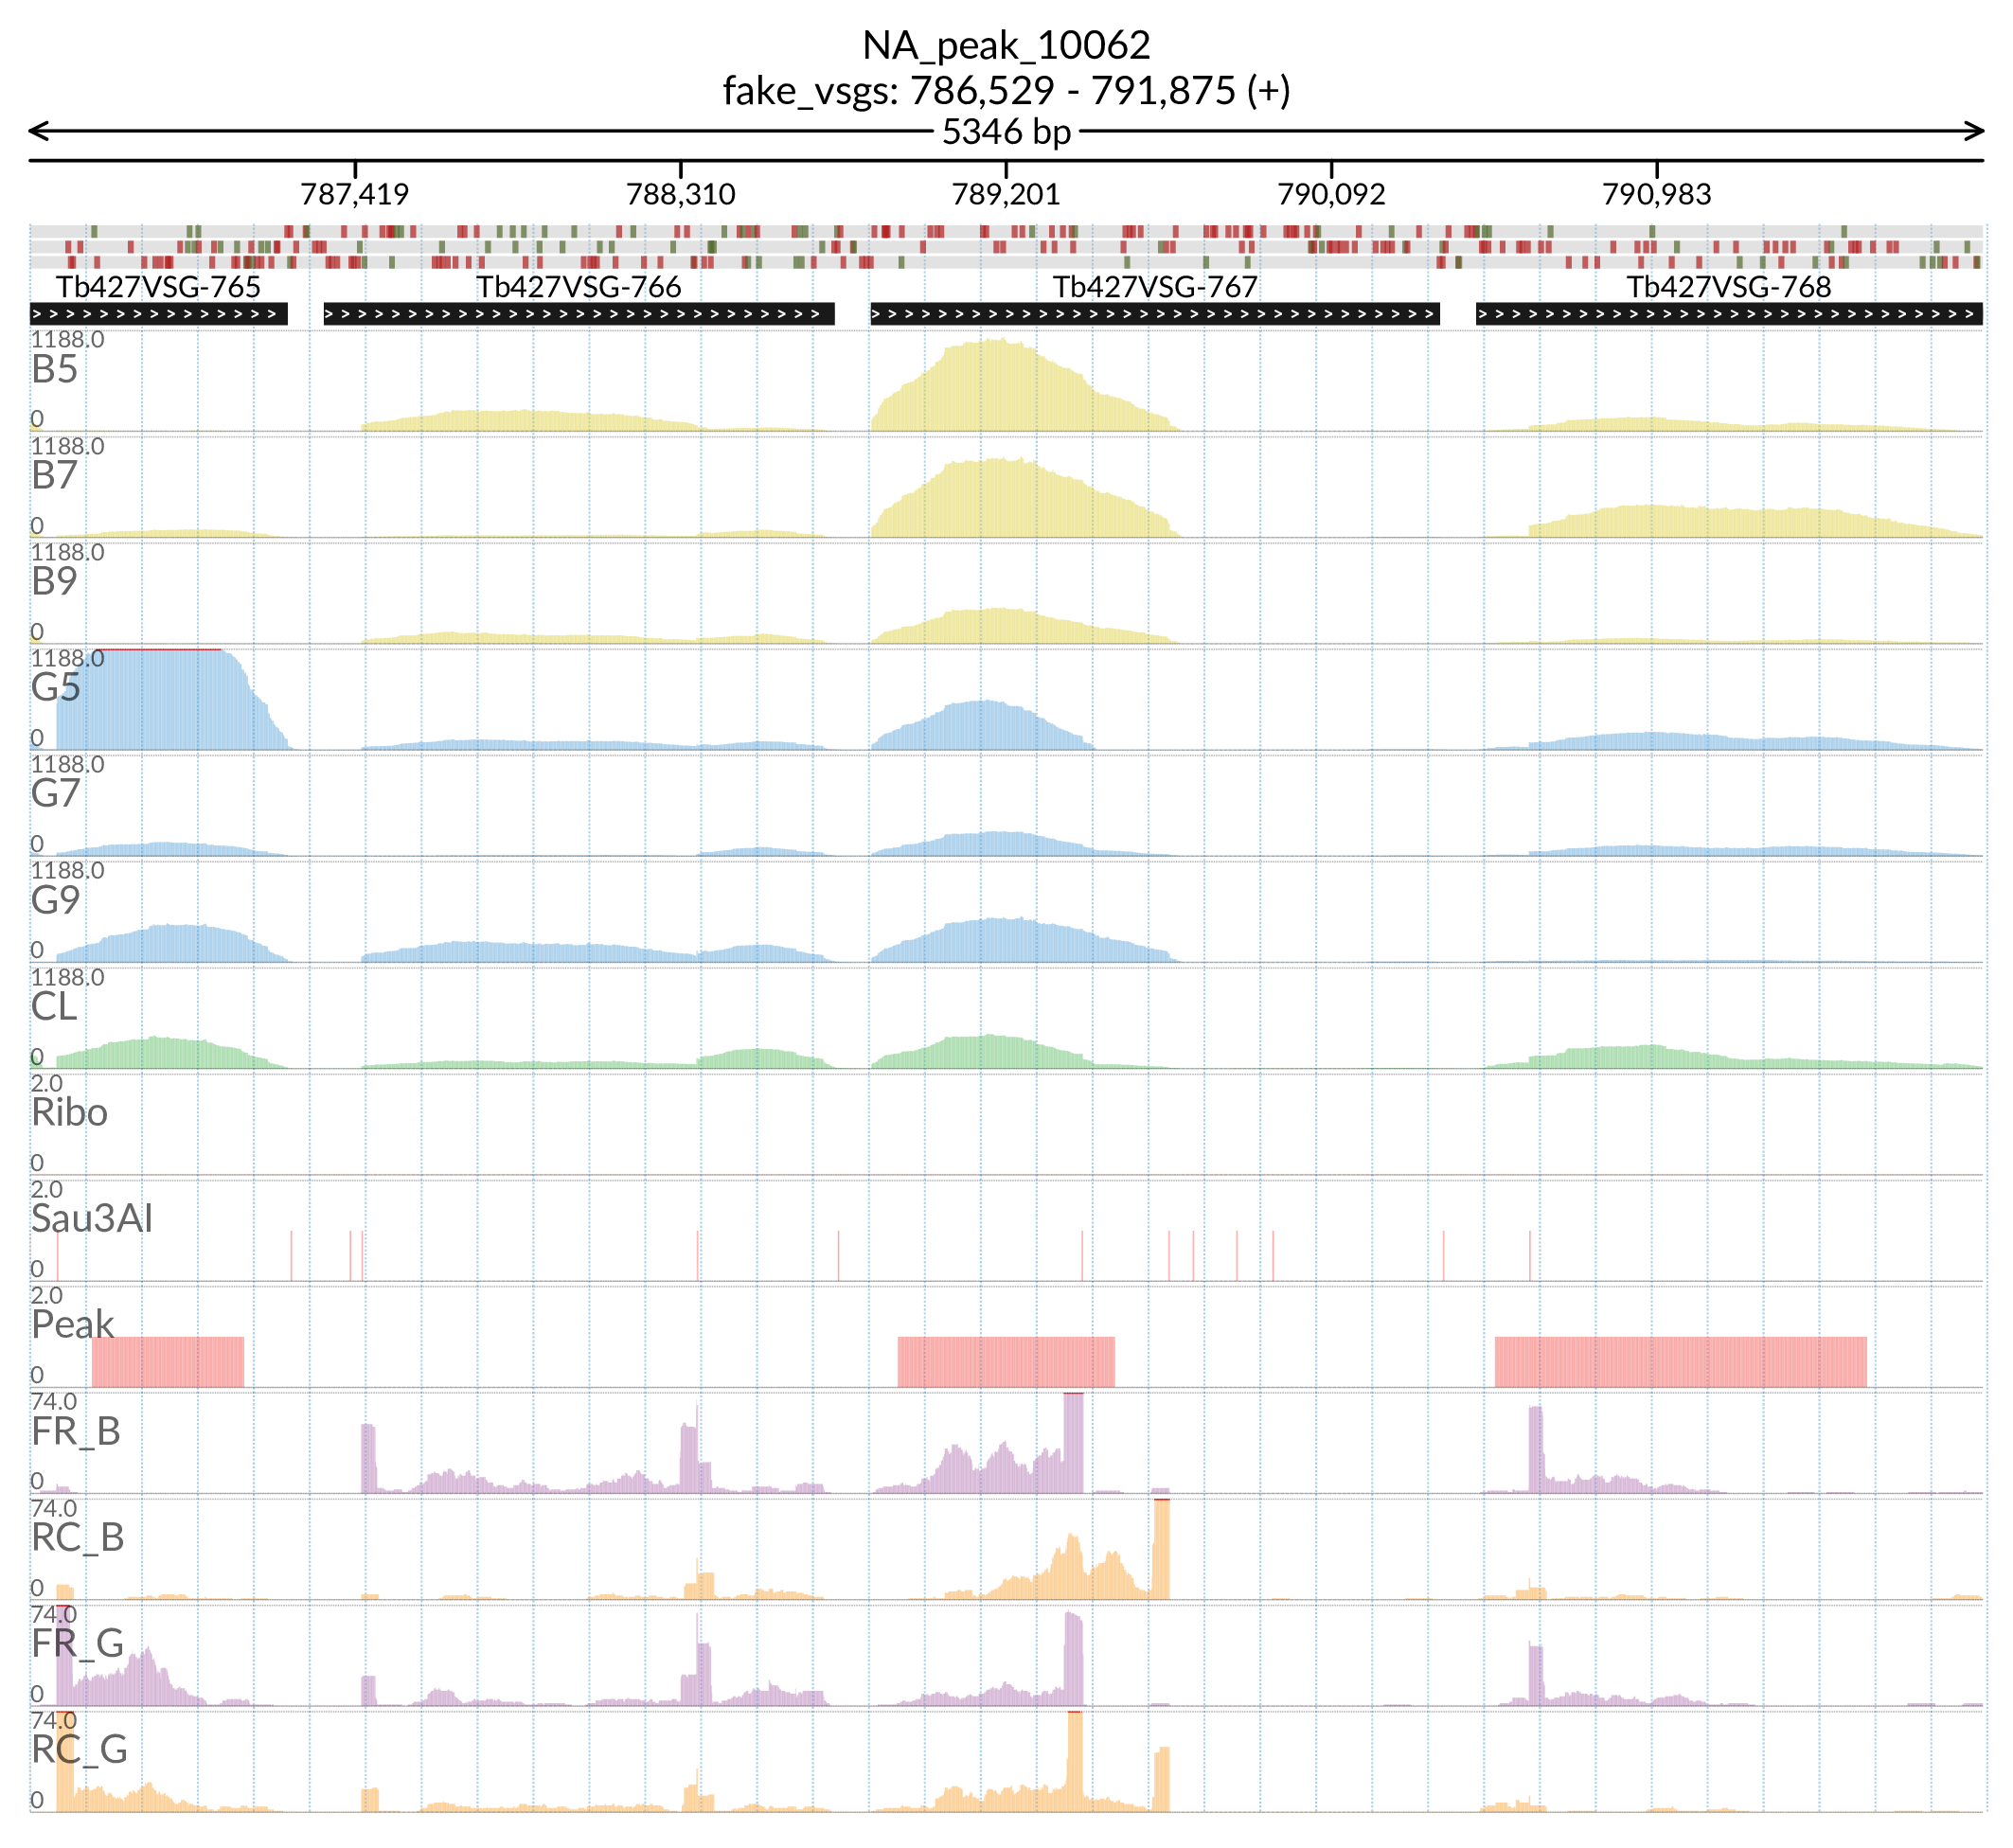 NA_peak_10062
fake_vsgs: 786,529 - 791,875 (+)
5346 bp
787,419 788,310 789,201 790,092 790,983
Tb427VSG-765 Tb427VSG-766 Tb427VSG-767 Tb427VSG-768
1188.0
B5
0
1188.0
B7
0
1188.0
B9
0
1188.0
G5
0
1188.0
G7
0
1188.0
G9
0
1188.0
CL
0
2.0
Ribo
0
2.0
Sau3AI
0
2.0
Peak
0
74.0
FR_B
0
74.0
RC_B
0
74.0
FR_G
0
74.0
RC_G
0